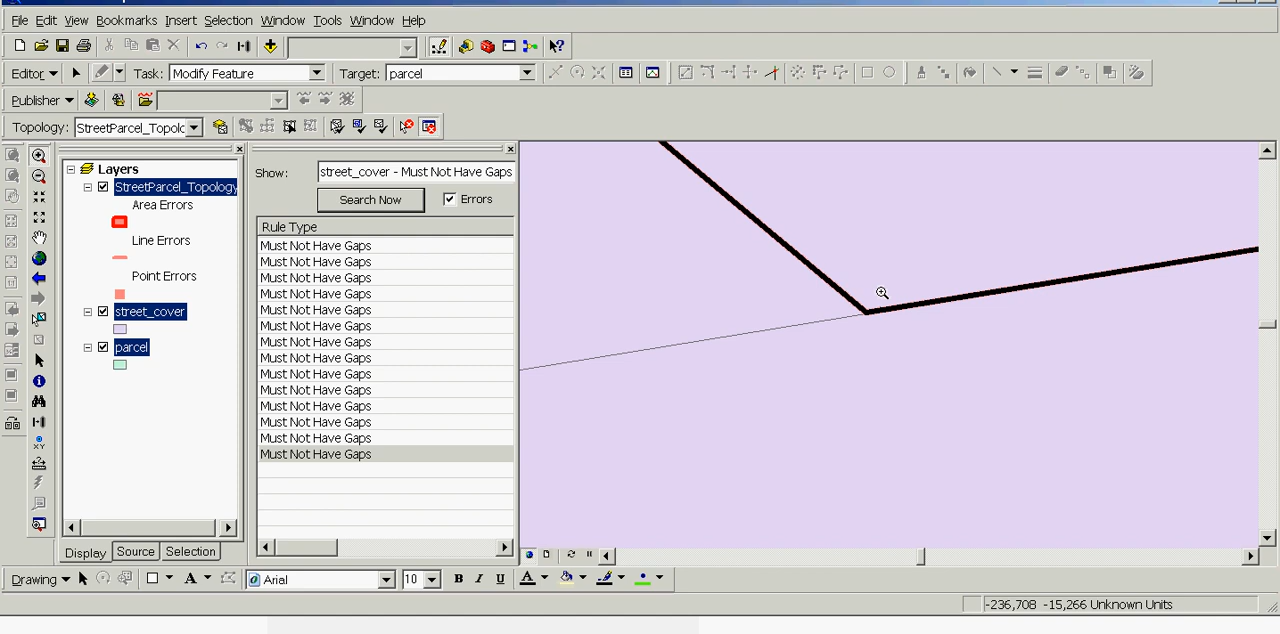 File Edit View Bookmarks Insert Selection Window Tools Window Help
Editor Task: Modify Feature Target: parcel
Publisher
Topology: StreetParcel_Topolc
Layers
StreetParcel_Topology
Area Errors
Line Errors
Point Errors
street_cover
parcel
Display Source Selection
Show: street_cover - Must Not Have Gaps
Search Now Errors
Rule Type
Must Not Have Gaps
Must Not Have Gaps
Must Not Have Gaps
Must Not Have Gaps
Must Not Have Gaps
Must Not Have Gaps
Must Not Have Gaps
Must Not Have Gaps
Must Not Have Gaps
Must Not Have Gaps
Must Not Have Gaps
Must Not Have Gaps
Must Not Have Gaps
Must Not Have Gaps
Drawing A Arial 10 B I U A
-236,708 -15,266 Unknown Units